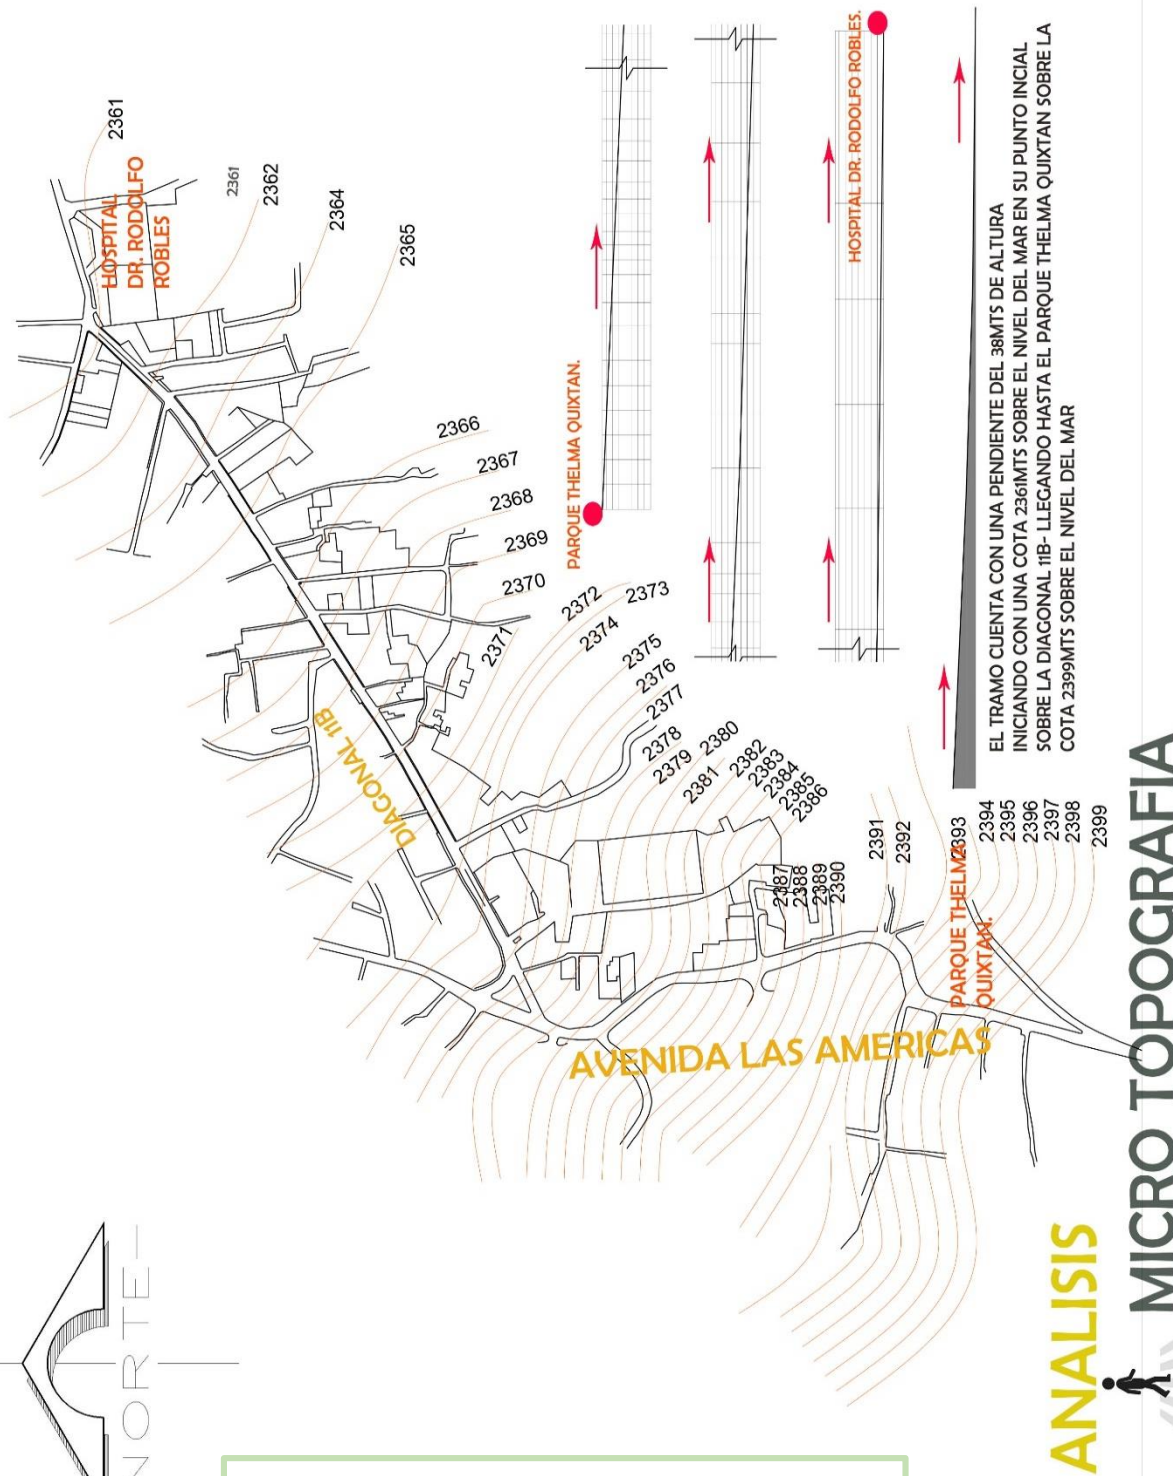 ANALISIS
MICRO TOPOGRAFIA
NORTE
HOSPITAL
DR. RODOLFO
ROBLES
2361
2361
2362
2364
2365
2366
2367
2368
2369
2370
2371
2372
2373
2374
2375
2376
2377
2378
2379
2380
2381
2382
2383
2384
2385
2386
2387
2388
2389
2390
2391
2392
2393
2394
2395
2396
2397
2398
2399
DIAGONAL 11B
AVENIDA LAS AMERICAS
PARQUE THELMA
QUIXTAN.
PARQUE THELMA QUIXTAN.
HOSPITAL DR. RODOLFO ROBLES.
EL TRAMO CUENTA CON UNA PENDIENTE DEL 38MTS DE ALTURA
INICIANDO CON UNA COTA 2361MTS SOBRE EL NIVEL DEL MAR EN SU PUNTO INCIAL
SOBRE LA DIAGONAL 11B- LLEGANDO HASTA EL PARQUE THELMA QUIXTAN SOBRE LA
COTA 2399MTS SOBRE EL NIVEL DEL MAR